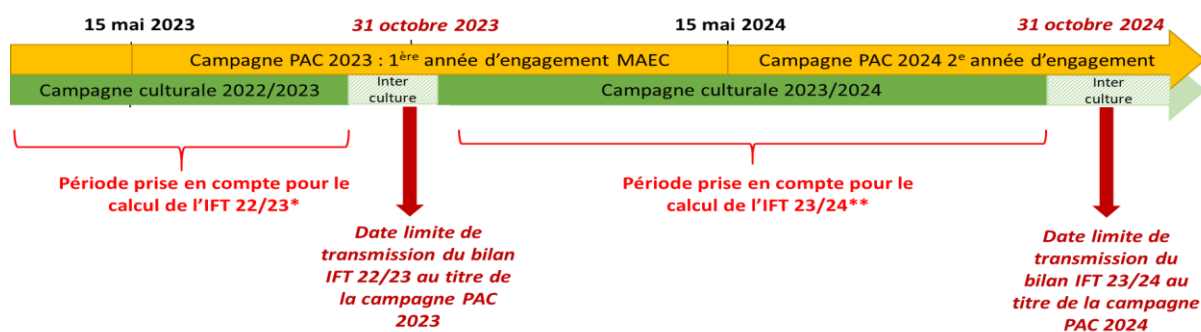 15 mai 2023
31 octobre 2023
15 mai 2024
31 octobre 2024
Campagne PAC 2023 : 1ère année d'engagement MAEC
Campagne PAC 2024 2e année d'engagement
Campagne culturale 2022/2023
Inter
culture
Campagne culturale 2023/2024
Inter
culture
Période prise en compte pour le
calcul de l'IFT 22/23*
Période prise en compte pour le
calcul de l'IFT 23/24**
Date limite de
transmission du bilan
IFT 22/23 au titre de
la campagne PAC
2023
Date limite de
transmission du
bilan IFT 23/24 au
titre de la campagne
PAC 2024